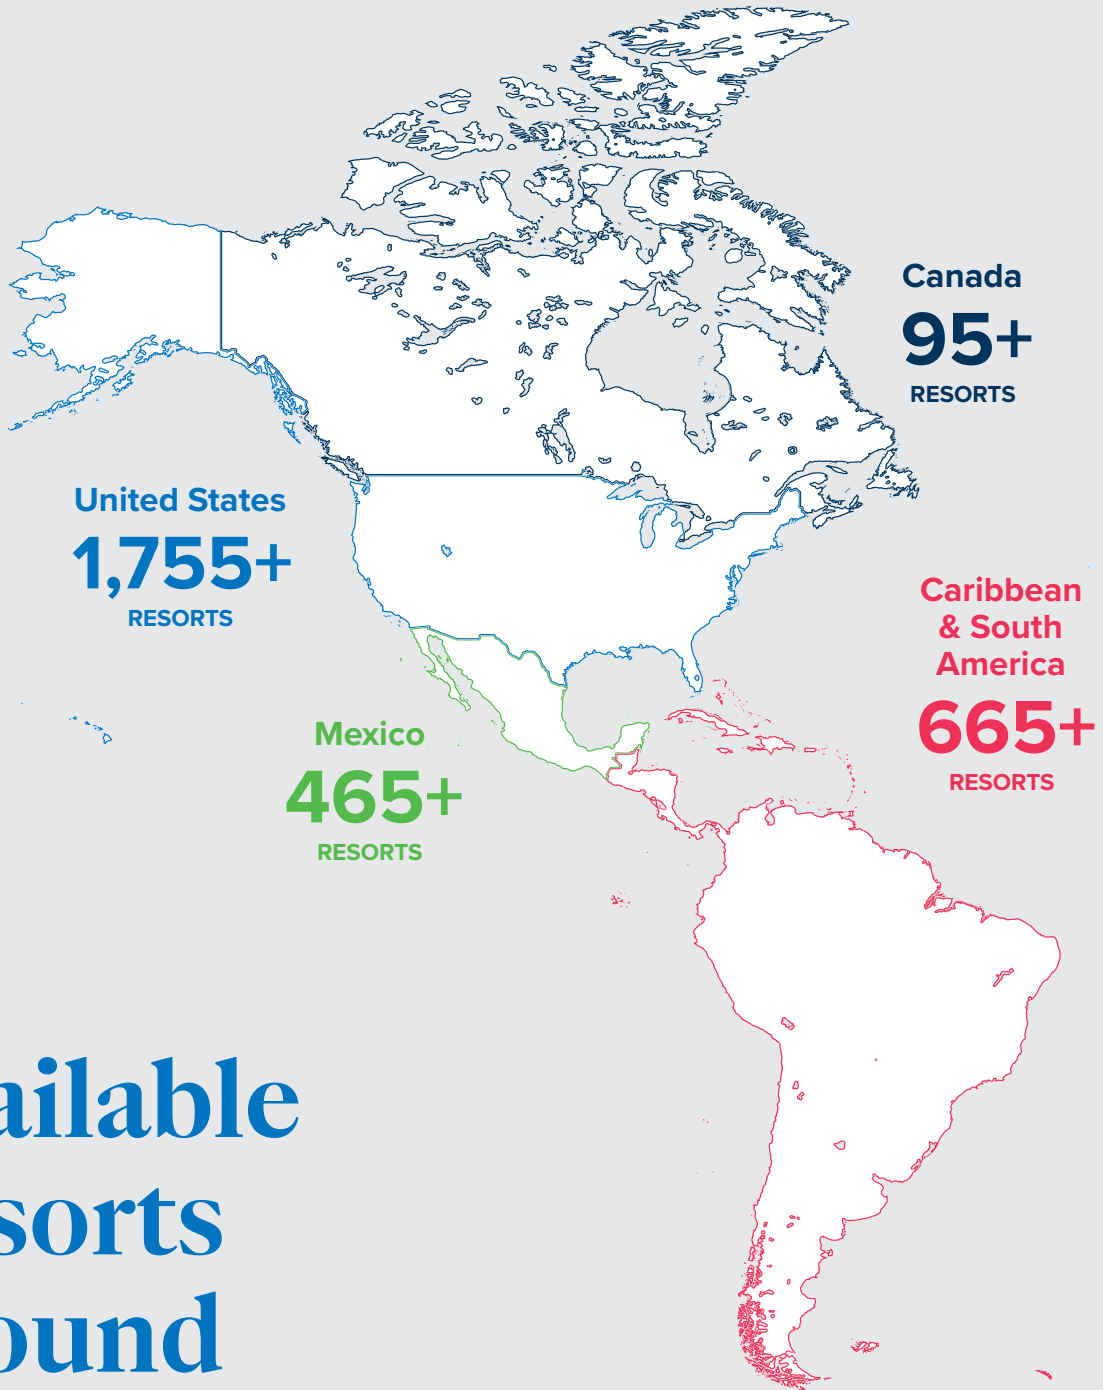 Canada
95+
RESORTS
United States
1,755+
RESORTS
Caribbean
& South
America
665+
RESORTS
Mexico
465+
RESORTS
ailable
sorts
ound